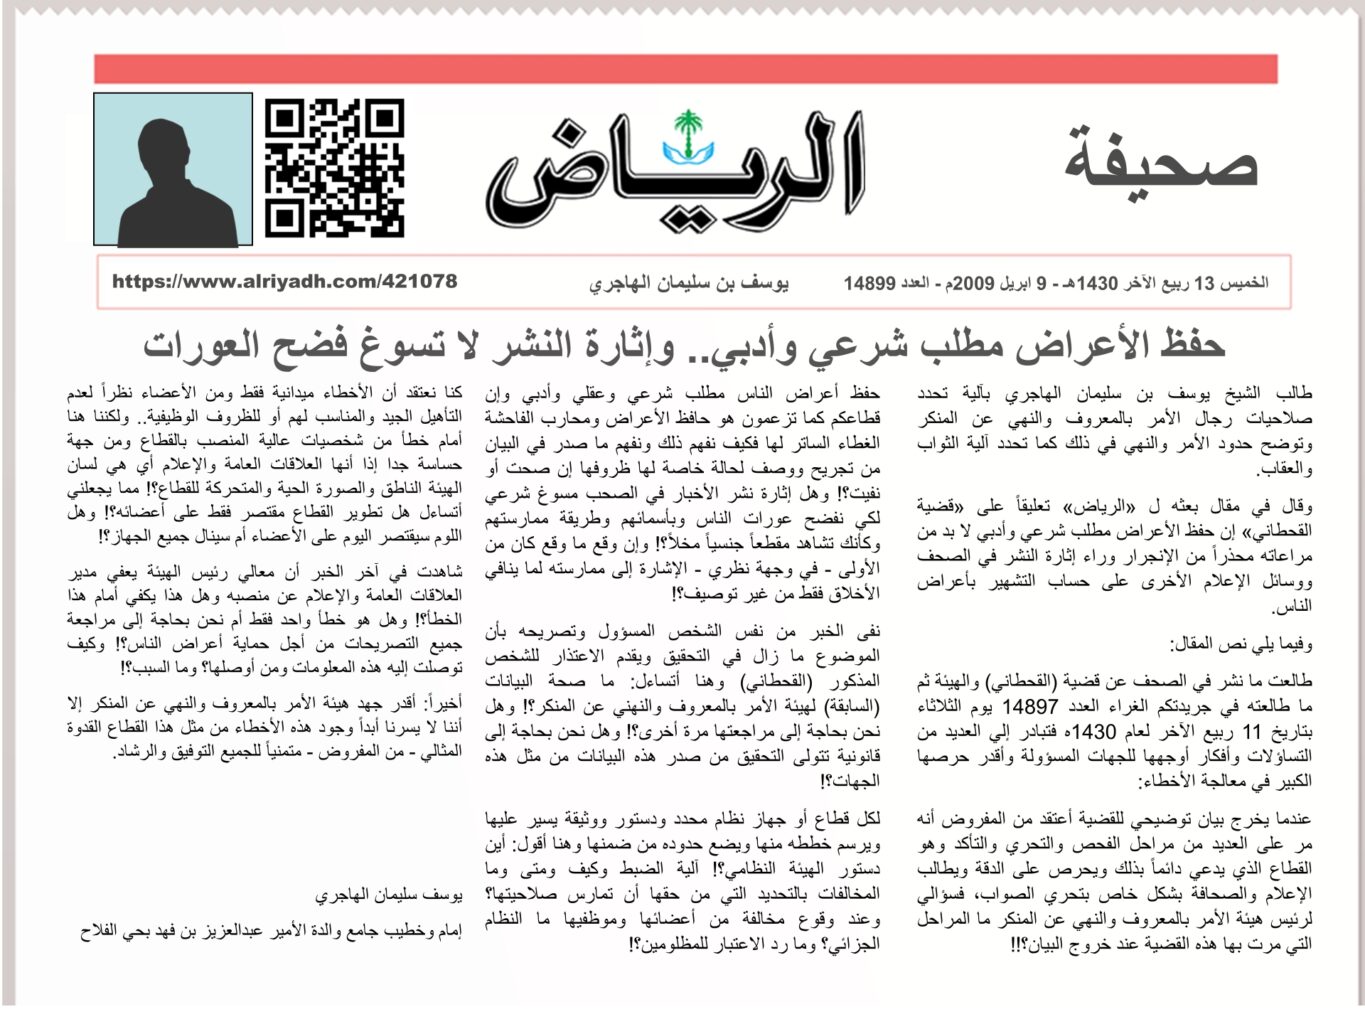 صحيفة
الرياض
الخميس 13 ربيع الآخر 1430هـ - 9 ابريل 2009م - العدد 14899
يوسف بن سليمان الهاجري
https://www.alriyadh.com/421078
حفظ الأعراض مطلب شرعي وأدبي.. وإثارة النشر لا تسوغ فضح العورات
طالب الشيخ يوسف بن سليمان الهاجري بآلية تحدد
صلاحيات رجال الأمر بالمعروف والنهي عن المنكر
وتوضح حدود الأمر والنهي في ذلك كما تحدد آلية الثواب
والعقاب.
وقال في مقال بعثه ل «الرياض» تعليقاً على «قضية
القحطاني» إن حفظ الأعراض مطلب شرعي وأدبي لا بد من
مراعاته محذراً من الإنجرار وراء إثارة النشر في الصحف
ووسائل الإعلام الأخرى على حساب التشهير بأعراض
الناس.
وفيما يلي نص المقال:
طالعت ما نشر في الصحف عن قضية (القحطاني) والهيئة ثم
ما طالعته في جريدتكم الغراء العدد 14897 يوم الثلاثاء
بتاريخ 11 ربيع الآخر لعام 1430ه فتبادر إلي العديد من
التساؤلات وأفكار أوجهها للجهات المسؤولة وأقدر حرصها
الكبير في معالجة الأخطاء:
عندما يخرج بيان توضيحي للقضية أعتقد من المفروض أنه
مر على العديد من مراحل الفحص والتحري والتأكد وهو
القطاع الذي يدعي دائماً بذلك ويحرص على الدقة ويطالب
الإعلام والصحافة بشكل خاص بتحري الصواب، فسؤالي
لرئيس هيئة الأمر بالمعروف والنهي عن المنكر ما المراحل
التي مرت بها هذه القضية عند خروج البيان؟!!
حفظ أعراض الناس مطلب شرعي وعقلي وأدبي وإن
قطاعكم كما تزعمون هو حافظ الأعراض ومحارب الفاحشة
الغطاء الساتر لها فكيف نفهم ذلك ونفهم ما صدر في البيان
من تجريح ووصف لحالة خاصة لها ظروفها إن صحت أو
نفيت؟! وهل إثارة نشر الأخبار في الصحب مسوغ شرعي
لكي نفضح عورات الناس وبأسمائهم وطريقة ممارستهم
وكأنك تشاهد مقطعاً جنسياً مخلاً؟! وإن وقع ما وقع كان من
الأولى - في وجهة نظري - الإشارة إلى ممارسته لما ينافي
الأخلاق فقط من غير توصيف؟!
نفى الخبر من نفس الشخص المسؤول وتصريحه بأن
الموضوع ما زال في التحقيق ويقدم الاعتذار للشخص
المذكور (القحطاني) وهنا أتساءل: ما صحة البيانات
(السابقة) لهيئة الأمر بالمعروف والنهني عن المنكر؟! وهل
نحن بحاجة إلى مراجعتها مرة أخرى؟! وهل نحن بحاجة إلى
قانونية تتولى التحقيق من صدر هذه البيانات من مثل هذه
الجهات؟!
لكل قطاع أو جهاز نظام محدد ودستور ووثيقة يسير عليها
ويرسم خططه منها ويضع حدوده من ضمنها وهنا أقول: أين
دستور الهيئة النظامي؟! آلية الضبط وكيف ومتى وما
المخالفات بالتحديد التي من حقها أن تمارس صلاحيتها؟
وعند وقوع مخالفة من أعضائها وموظفيها ما النظام
الجزائي؟ وما رد الاعتبار للمظلومين؟!
كنا نعتقد أن الأخطاء ميدانية فقط ومن الأعضاء نظراً لعدم
التأهيل الجيد والمناسب لهم أو للظروف الوظيفية.. ولكننا هنا
أمام خطأ من شخصيات عالية المنصب بالقطاع ومن جهة
حساسة جدا إذا أنها العلاقات العامة والإعلام أي هي لسان
الهيئة الناطق والصورة الحية والمتحركة للقطاع؟! مما يجعلني
أتساءل هل تطوير القطاع مقتصر فقط على أعضائه؟! وهل
اللوم سيقتصر اليوم على الأعضاء أم سينال جميع الجهاز؟!
شاهدت في آخر الخبر أن معالي رئيس الهيئة يعفي مدير
العلاقات العامة والإعلام عن منصبه وهل هذا يكفي أمام هذا
الخطأ؟! وهل هو خطأ واحد فقط أم نحن بحاجة إلى مراجعة
جميع التصريحات من أجل حماية أعراض الناس؟! وكيف
توصلت إليه هذه المعلومات ومن أوصلها؟ وما السبب؟!
أخيراً: أقدر جهد هيئة الأمر بالمعروف والنهي عن المنكر إلا
أننا لا يسرنا أبداً وجود هذه الأخطاء من مثل هذا القطاع القدوة
المثالي - من المفروض - متمنياً للجميع التوفيق والرشاد.
يوسف سليمان الهاجري
إمام وخطيب جامع والدة الأمير عبدالعزيز بن فهد بحي الفلاح